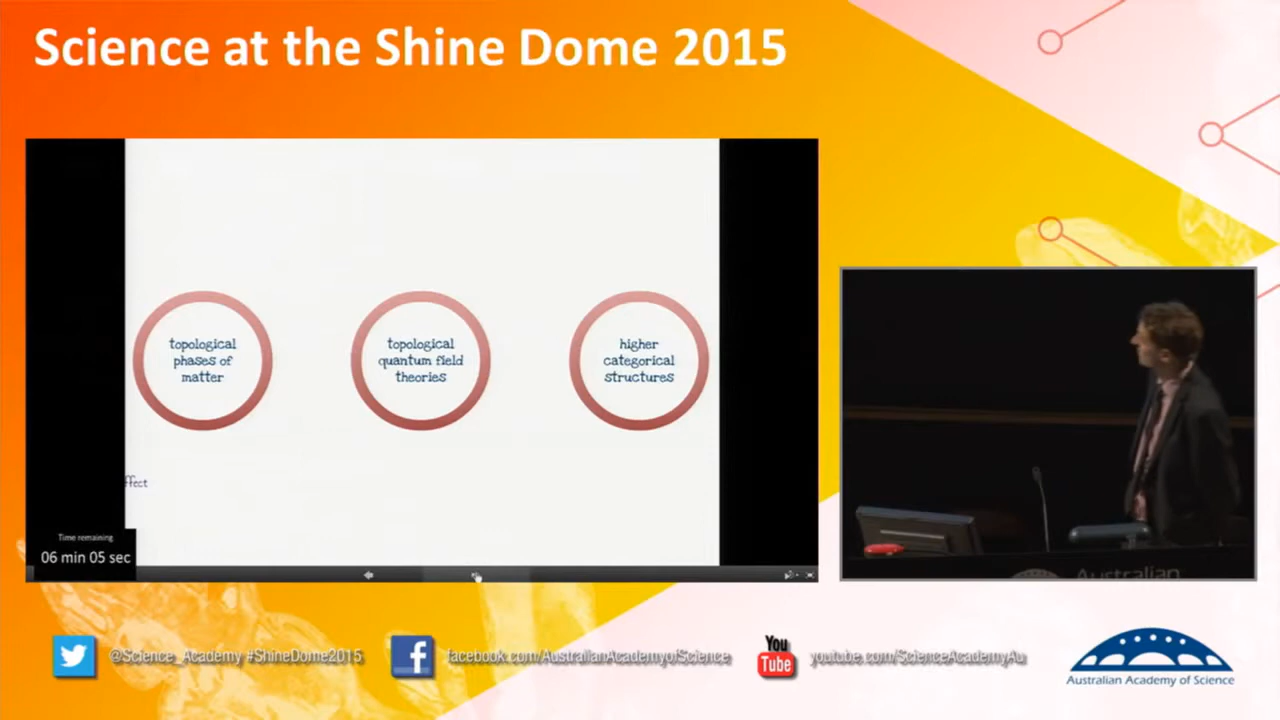 Science at the Shine Dome 2015
topological
phases of
matter
topological
quantum field
theories
higher
categorical
structures
ffect
Time remaining
06 min 05 sec
Australian
@Science_Academy #ShineDome2015
facebook.com/AustralianAcademyofScience
You
Tube
youtube.com/ScienceAcademyAu
Australian Academy of Science